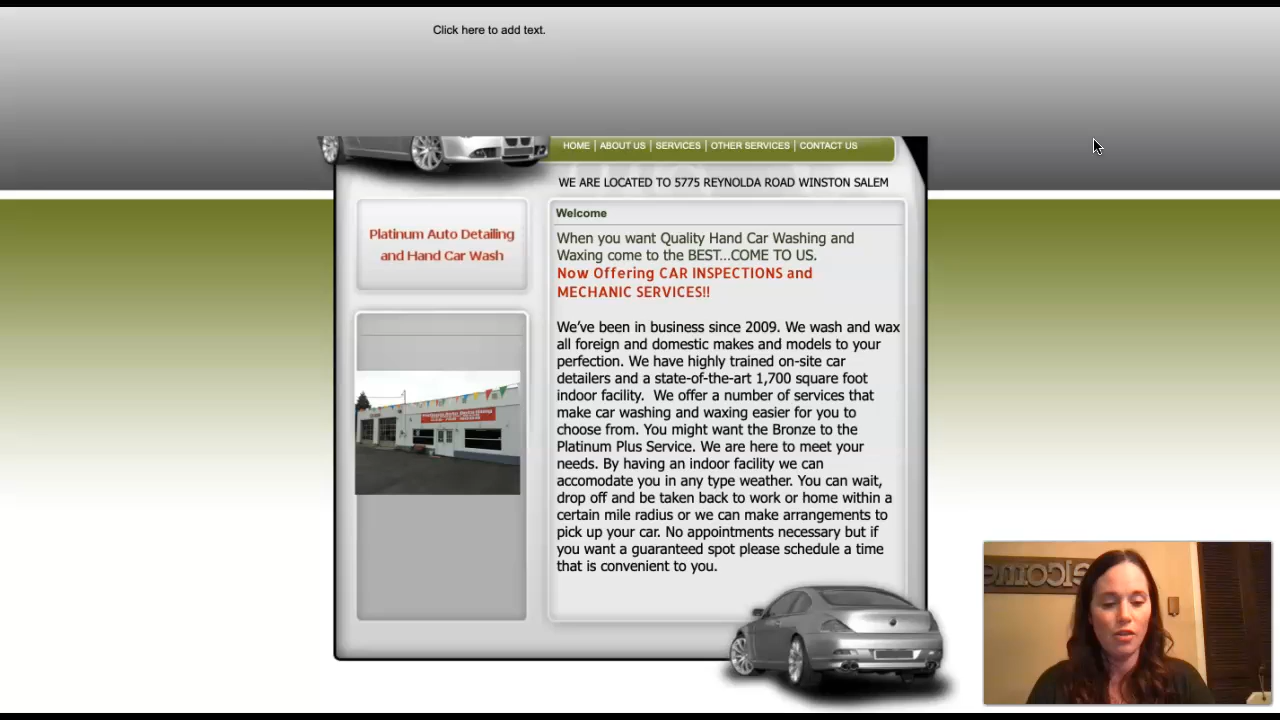 Click here to add text.
HOME | ABOUT US | SERVICES | OTHER SERVICES | CONTACT US
WE ARE LOCATED TO 5775 REYNOLDA ROAD WINSTON SALEM
Platinum Auto Detailing
and Hand Car Wash
Welcome
When you want Quality Hand Car Washing and
Waxing come to the BEST...COME TO US.
Now Offering CAR INSPECTIONS and
MECHANIC SERVICES!!
We've been in business since 2009. We wash and wax
all foreign and domestic makes and models to your
perfection. We have highly trained on-site car
detailers and a state-of-the-art 1,700 square foot
indoor facility.  We offer a number of services that
make car washing and waxing easier for you to
choose from. You might want the Bronze to the
Platinum Plus Service. We are here to meet your
needs. By having an indoor facility we can
accomodate you in any type weather. You can wait,
drop off and be taken back to work or home within a
certain mile radius or we can make arrangements to
pick up your car. No appointments necessary but if
you want a guaranteed spot please schedule a time
that is convenient to you.
welcome